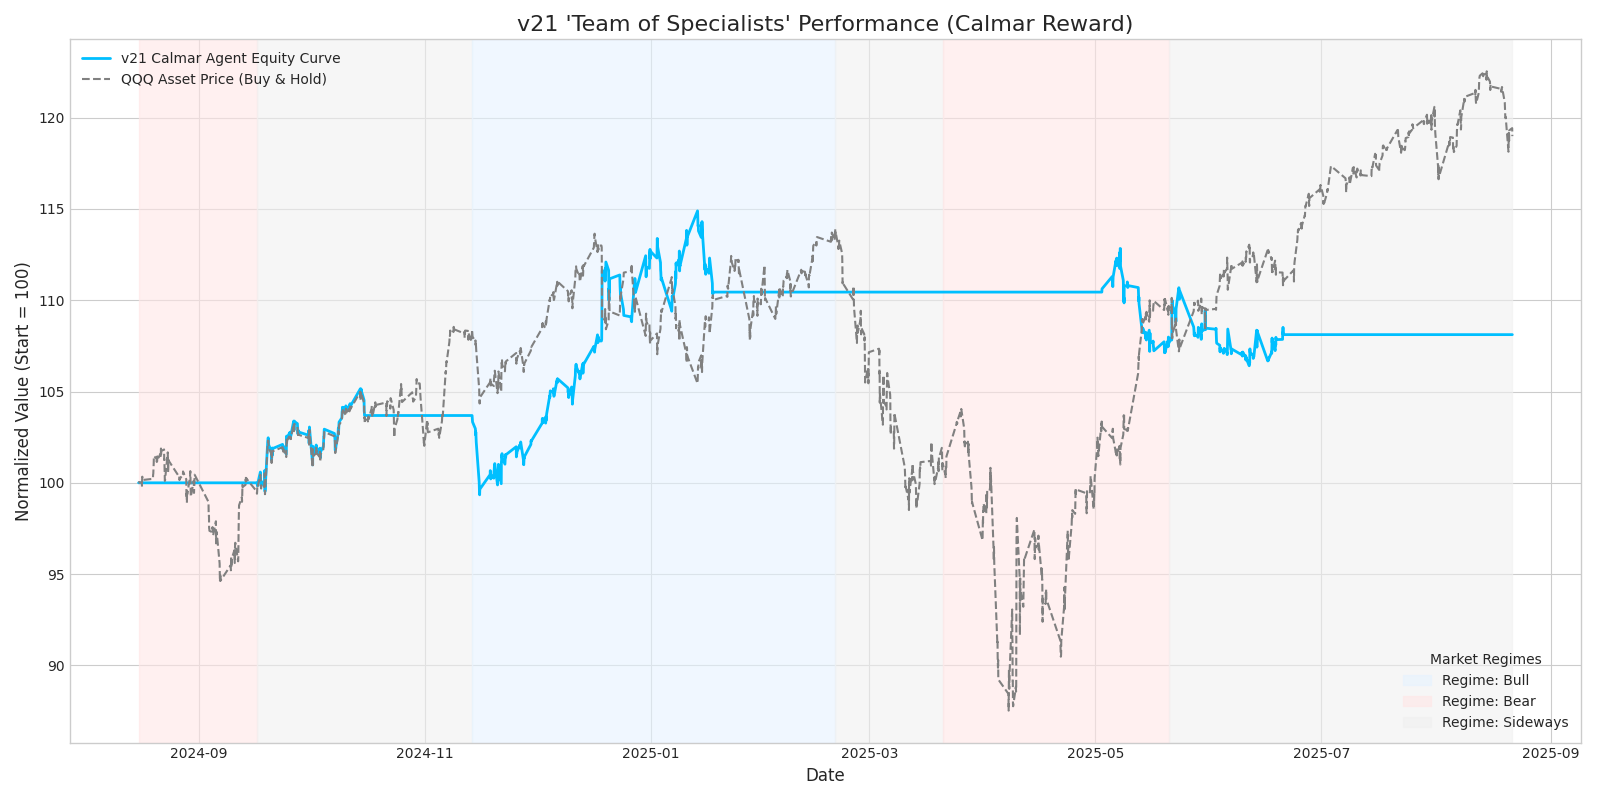 v21 'Team of Specialists' Performance (Calmar Reward)
v21 Calmar Agent Equity Curve
QQQ Asset Price (Buy & Hold)
Normalized Value (Start = 100)
120
115
110
105
100
95
90
Market Regimes
Regime: Bull
Regime: Bear
Regime: Sideways
2024-09
2024-11
2025-01
2025-03
2025-05
2025-07
2025-09
Date